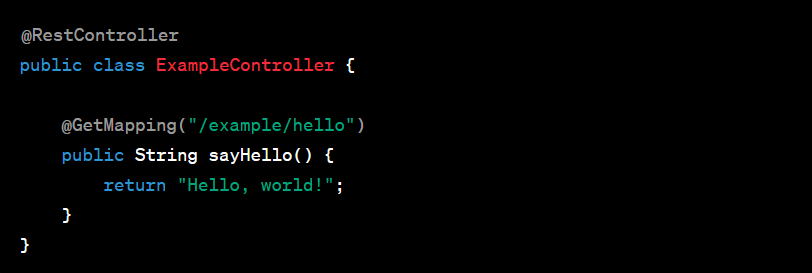 @RestController
public class ExampleController {
@GetMapping("/example/hello")
public String sayHello() {
return "Hello, world!";
}
}